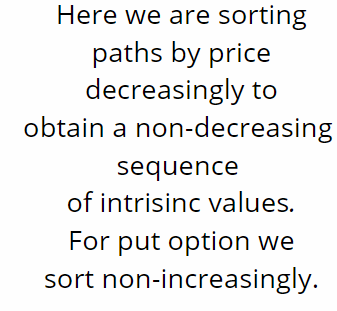 Here we are sorting
paths by price
decreasingly to
obtain a non-decreasing
sequence
of intrisinc values.
For put option we
sort non-increasingly.